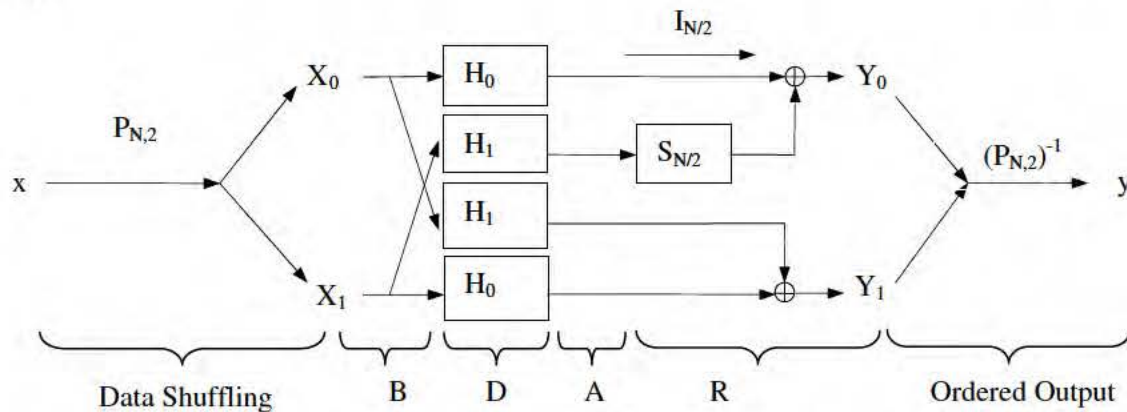 I_{N/2}
X_0
H_0
Y_0
P_{N,2}
H_1
S_{N/2}
(P_{N,2})^{-1}
x
y
H_1
X_1
H_0
Y_1
Data Shuffling
B
D
A
R
Ordered Output